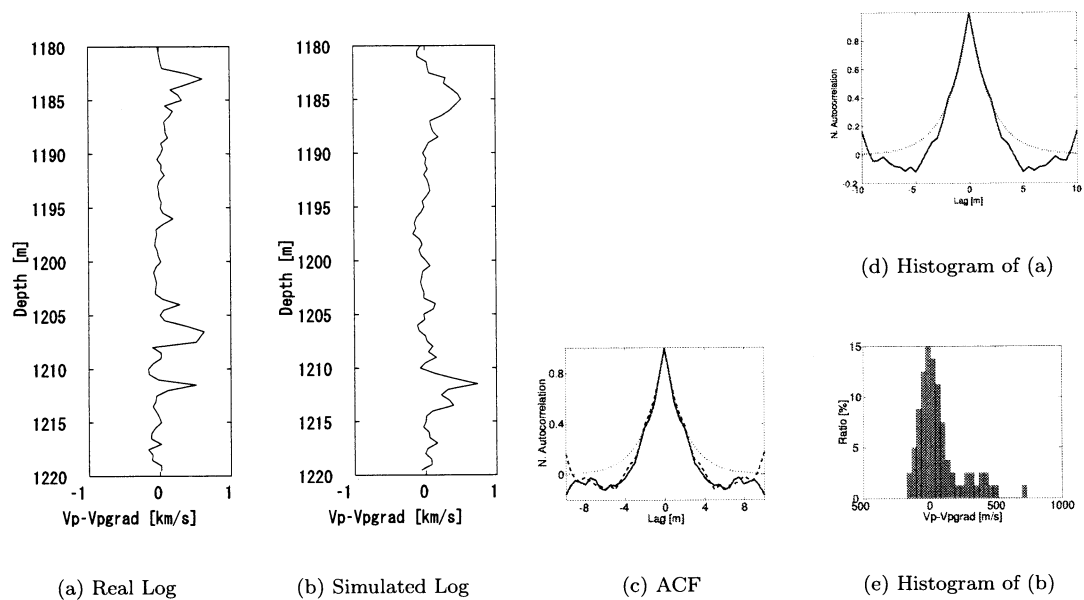 1180
1185
1190
1195
1200
1205
1210
1215
1220
Depth [m]
-1 0 1
Vp-Vpgrad [km/s]
(a) Real Log
1180
1185
1190
1195
1200
1205
1210
1215
1220
Depth [m]
-1 0 1
Vp-Vpgrad [km/s]
(b) Simulated Log
0.8
0.4
0
N. Autocorrelation
-8 -4 0 4 8
Lag [m]
(c) ACF
0.8
0.6
0.4
0.2
0
-0.2
N. Autocorrelation
-10 -5 0 5 10
Lag [m]
(d) Histogram of (a)
15
10
5
0
Ratio [%]
500 0 500 1000
Vp-Vpgrad [m/s]
(e) Histogram of (b)